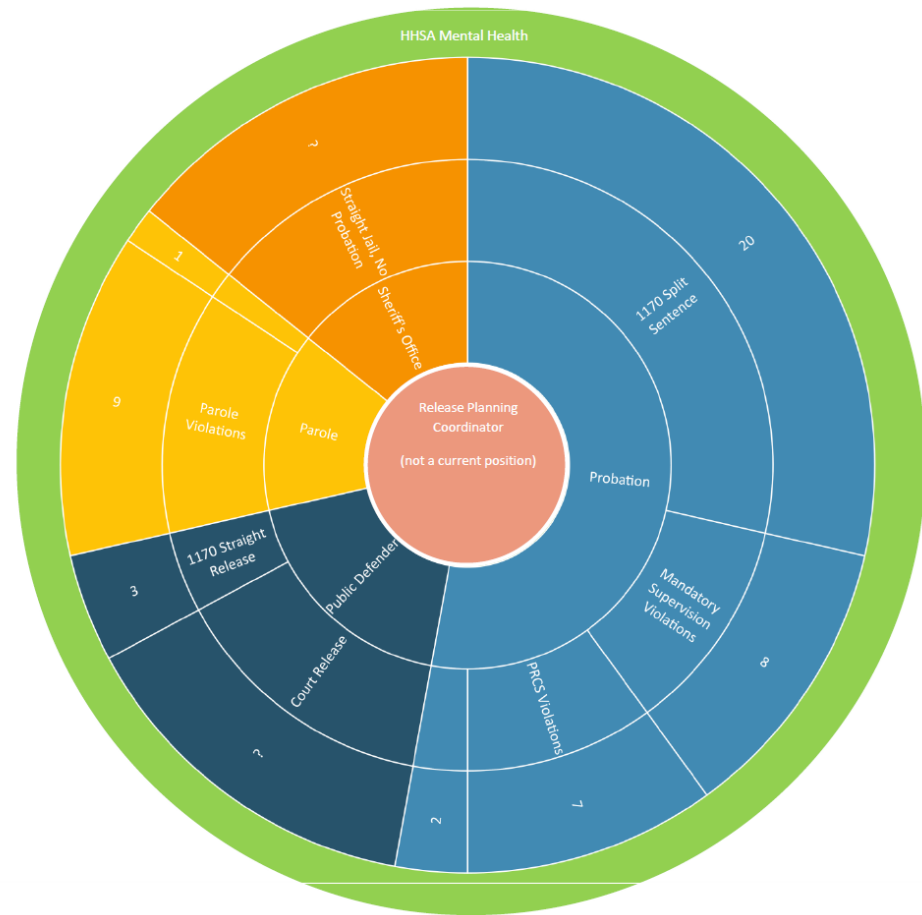 HHSA Mental Health
Release Planning
Coordinator
(not a current position)
Probation
1170 Split
Sentence
20
Mandatory
Supervision
Violations
8
PRCS Violations
7
2
Public Defender
Court Release
?
1170 Straight
Release
3
Parole
Parole
Violations
9
1
Sheriff's Office
Straight Jail, No
Probation
?